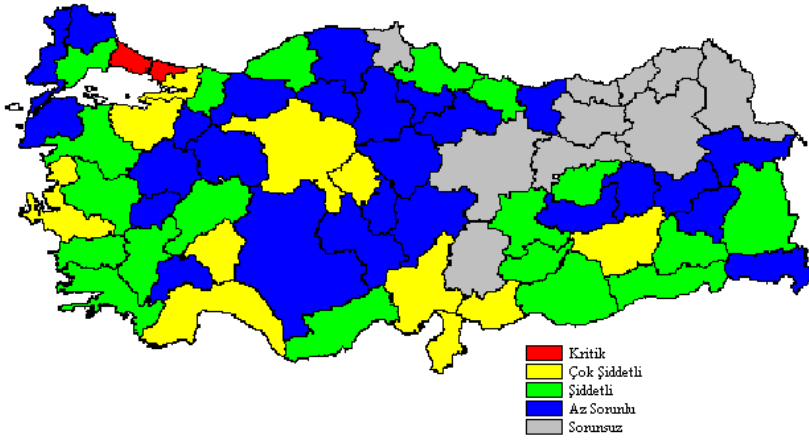 Kritik
Çok Şiddetli
Şiddetli
Az Sorunlu
Sorunsuz